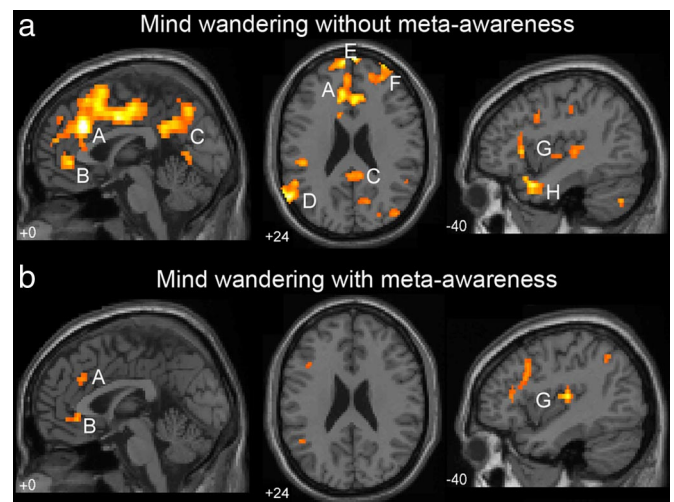 a Mind wandering without meta-awareness
E
A F
A C G
B C H
D
+0 +24 -40
b Mind wandering with meta-awareness
A
G
B
+0 +24 -40